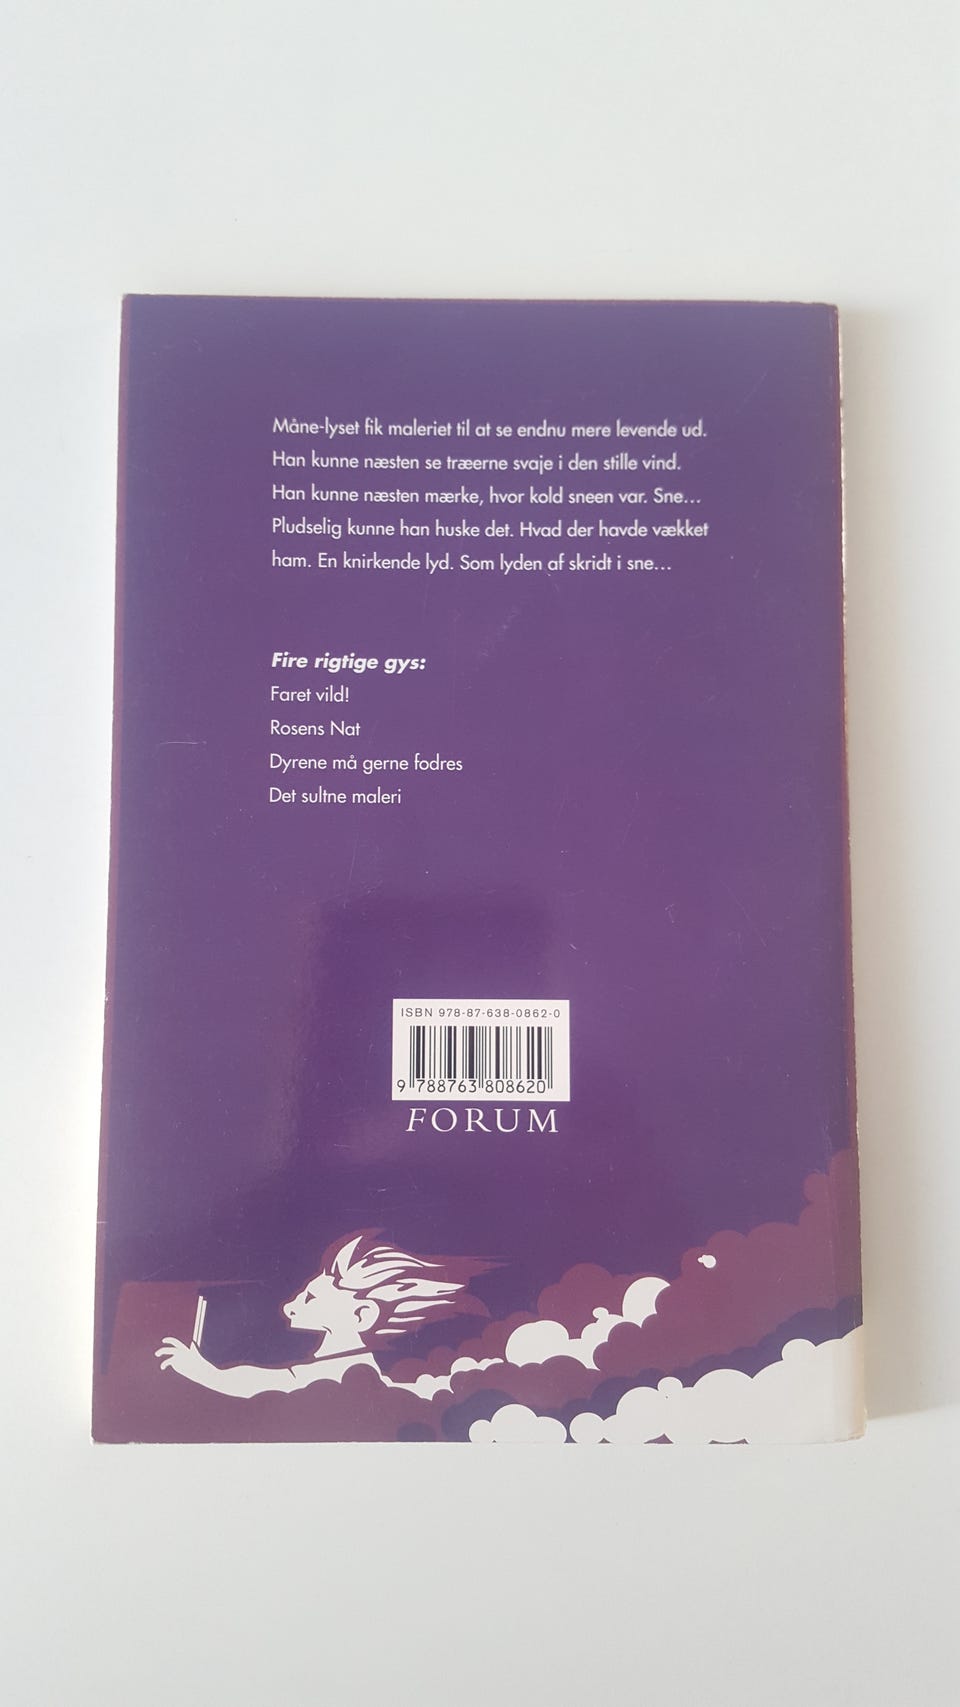 Måne-lyset fik maleriet til at se endnu mere levende ud.
Han kunne næsten se træerne svaje i den stille vind.
Han kunne næsten mærke, hvor kold sneen var. Sne...
Pludselig kunne han huske det. Hvad der havde vækket
ham. En knirkende lyd. Som lyden af skridt i sne...
Fire rigtige gys:
Faret vild!
Rosens Nat
Dyrene må gerne fodres
Det sultne maleri
ISBN 978-87-638-0862-0
9 788763 808620
FORUM